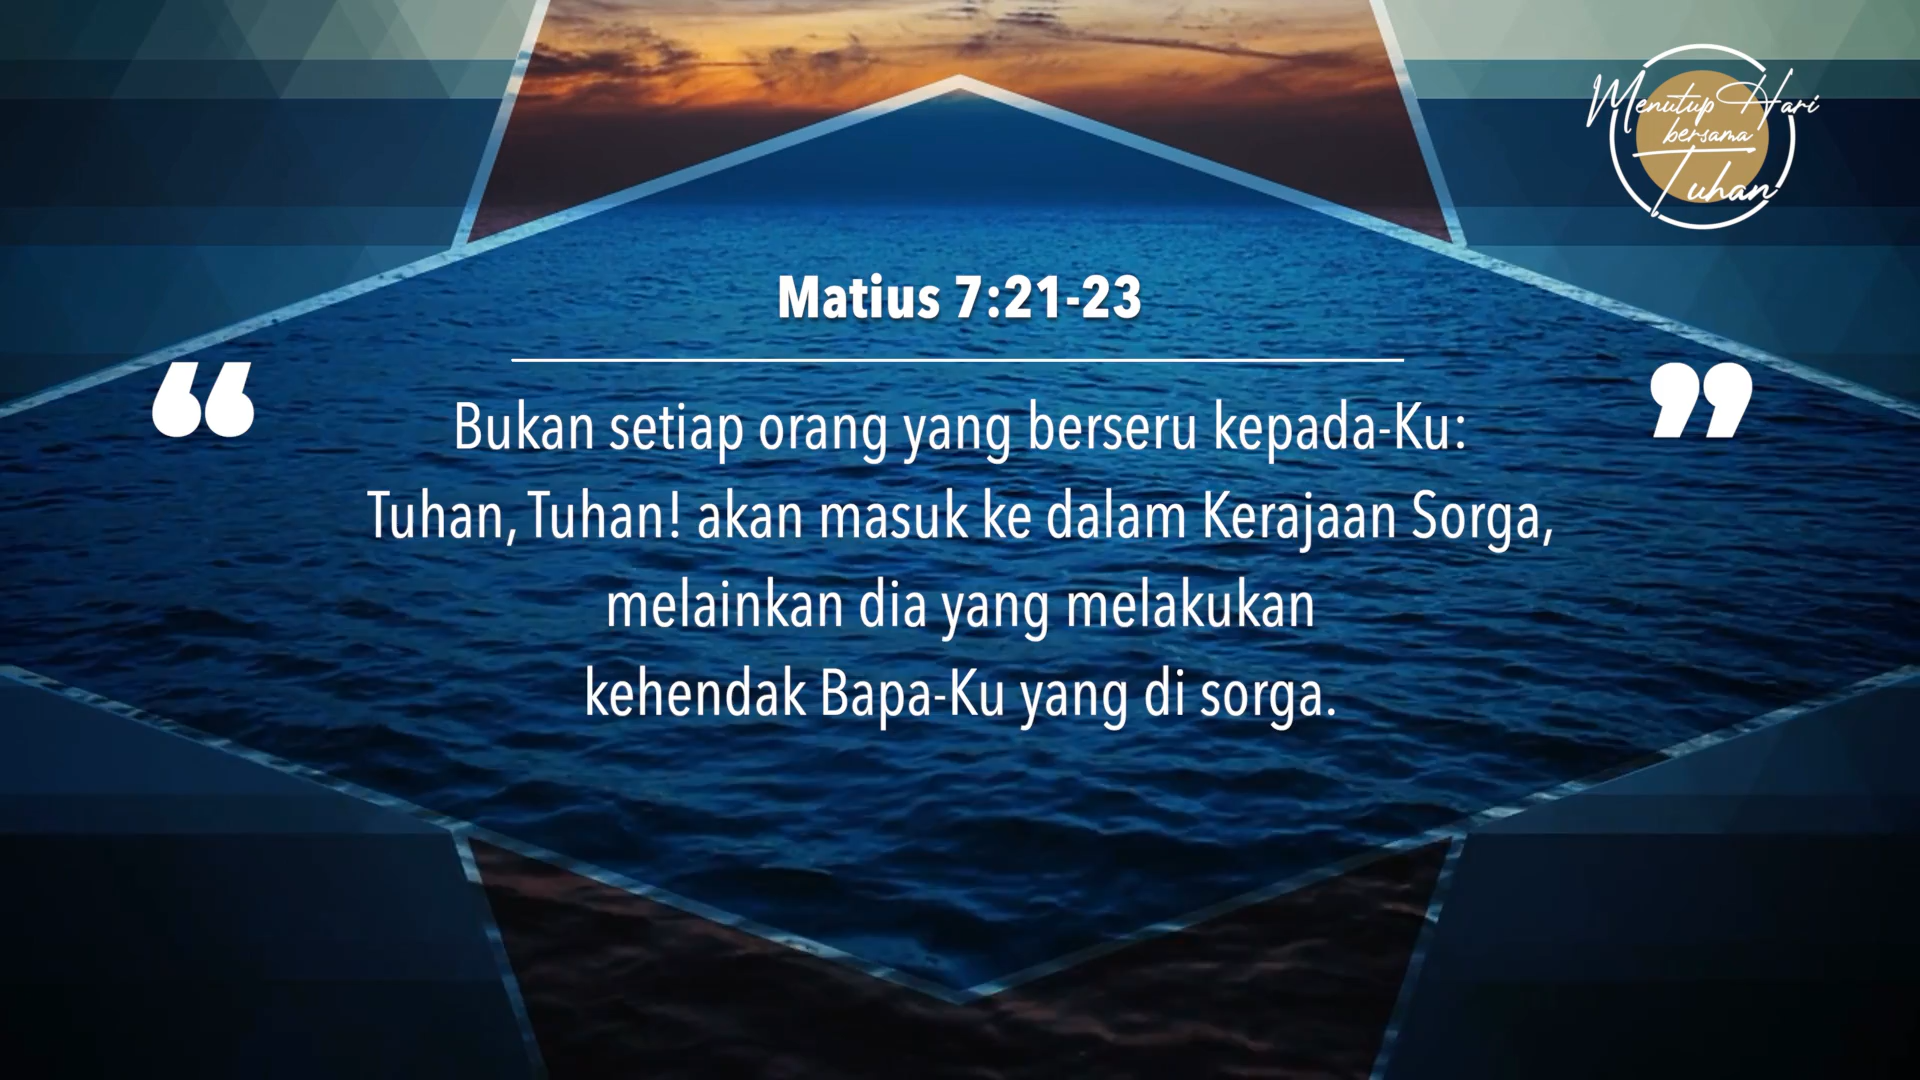 Menutup Hari
bersama
Tuhan
Matius 7:21-23
“ ”
Bukan setiap orang yang berseru kepada-Ku:
Tuhan, Tuhan! akan masuk ke dalam Kerajaan Sorga,
melainkan dia yang melakukan
kehendak Bapa-Ku yang di sorga.